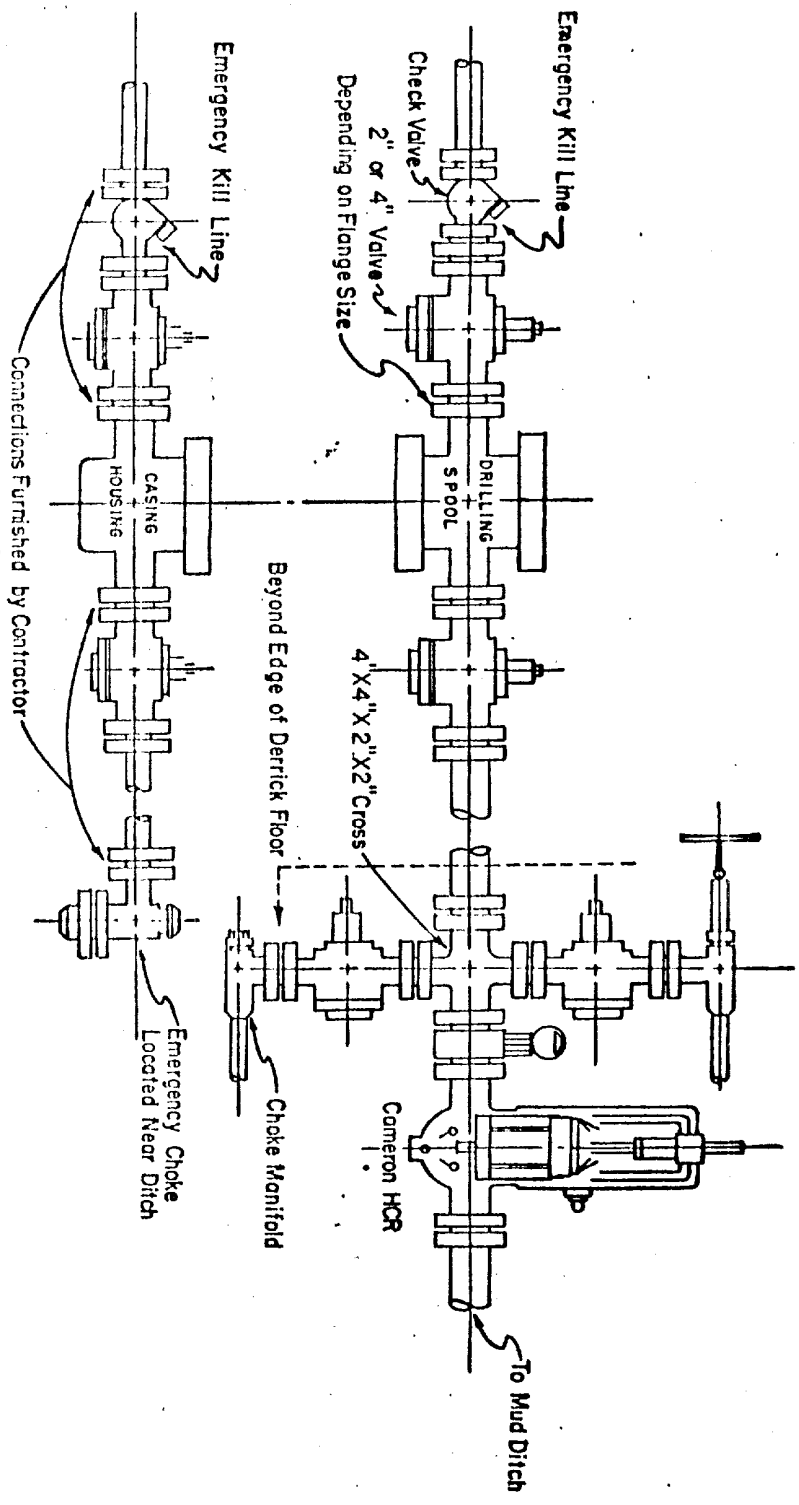 Emergency Kill Line
Check Valve
2" or 4" Valve
Depending on Flange Size
DRILLING
SPOOL
4"X4"X2"X2"Cross
Beyond Edge of Derrick Floor
Cameron HCR
To Mud Ditch
Choke Manifold
Emergency Kill Line
CASING
HOUSING
Connections Furnished by Contractor
Emergency Choke
Located Near Ditch